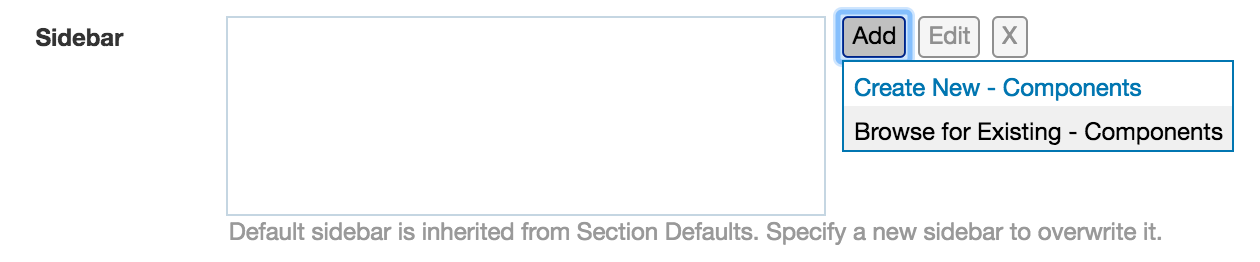 Sidebar
Add Edit X
Create New - Components
Browse for Existing - Components
Default sidebar is inherited from Section Defaults. Specify a new sidebar to overwrite it.